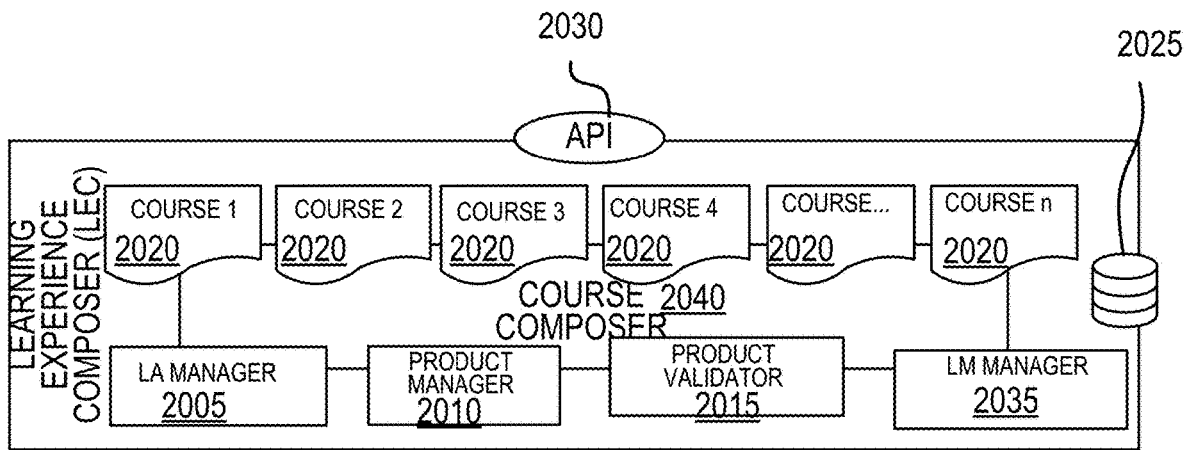 2030
2025
API
LEARNING
EXPERIENCE
COMPOSER (LEC)
COURSE 1
2020
COURSE 2
2020
COURSE 3
2020
COURSE 4
2020
COURSE...
2020
COURSE n
2020
COURSE 2040
COMPOSER
LA MANAGER
2005
PRODUCT
MANAGER
2010
PRODUCT
VALIDATOR
2015
LM MANAGER
2035